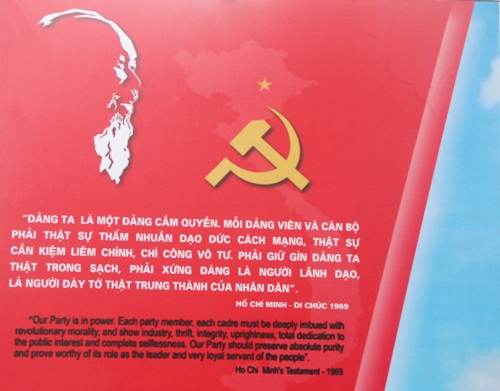 "ĐẢNG TA LÀ MỘT ĐẢNG CẦM QUYỀN. MỖI ĐẢNG VIÊN VÀ CÁN BỘ
PHẢI THẬT SỰ THẤM NHUẦN ĐẠO ĐỨC CÁCH MẠNG, THẬT SỰ
CẦN KIỆM LIÊM CHÍNH, CHÍ CÔNG VÔ TƯ. PHẢI GIỮ GÌN ĐẢNG TA
THẬT TRONG SẠCH, PHẢI XỨNG ĐÁNG LÀ NGƯỜI LÃNH ĐẠO,
LÀ NGƯỜI ĐẦY TỚ THẬT TRUNG THÀNH CỦA NHÂN DÂN".
HỒ CHÍ MINH - DI CHÚC 1969
"Our Party is in power. Each party member, each cadre must be deeply imbued with
revolutionary morality, and show industry, thrift, integrity, uprightness, total dedication to
the public interest and complete selflessness. Our Party should preserve absolute purity
and prove worthy of its role as the leader and very loyal servant of the people".
Ho Chi Minh's Testament - 1969